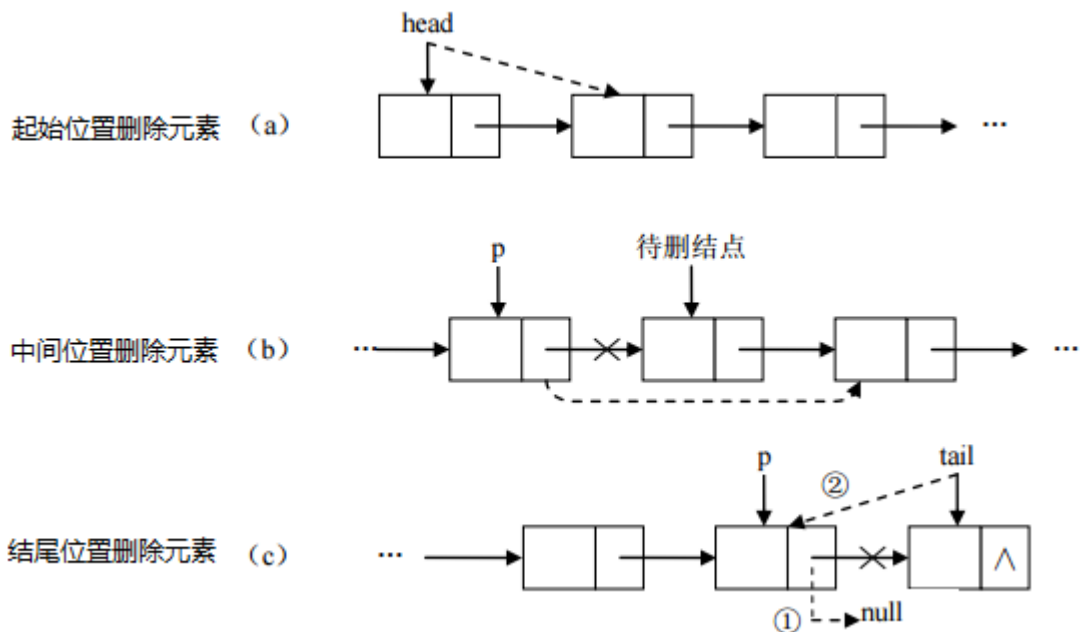 head
起始位置删除元素 （a）
...
p 待删结点
中间位置删除元素 （b） ... ...
p ② tail
结尾位置删除元素 （c） ... ∧
① null